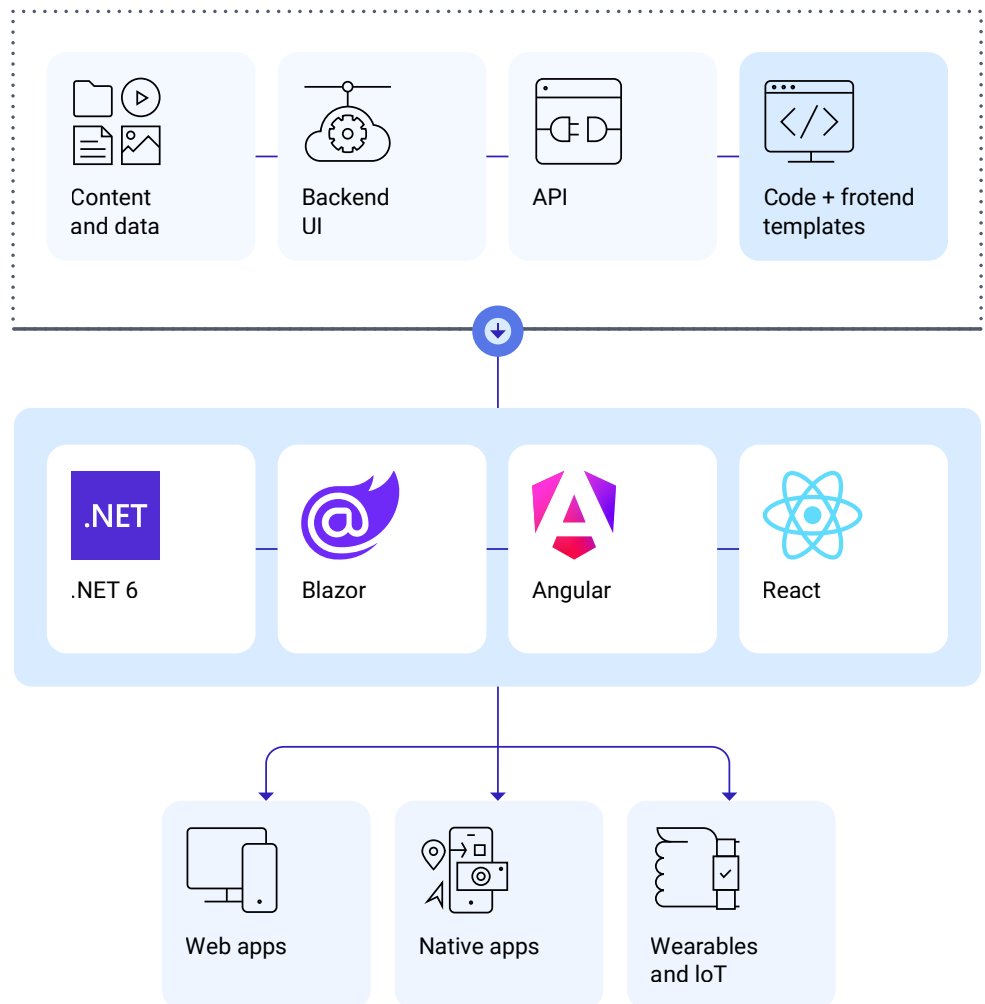 Content
and data
Backend
UI
API
Code + frotend
templates
.NET
.NET 6
@
Blazor
Angular
React
Web apps
Native apps
Wearables
and IoT